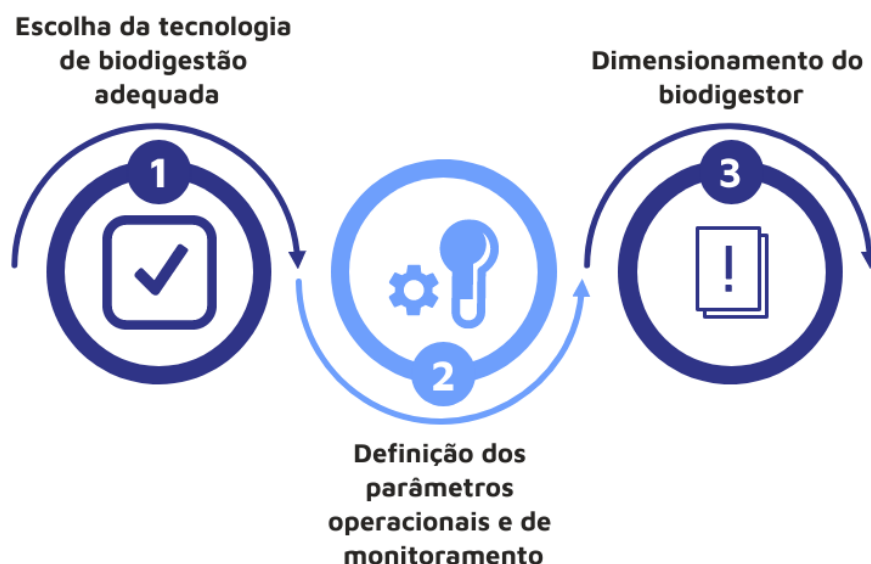 Escolha da tecnologia
de biodigestão
adequada
1
2
Definição dos
parâmetros
operacionais e de
monitoramento
Dimensionamento do
biodigestor
3
!